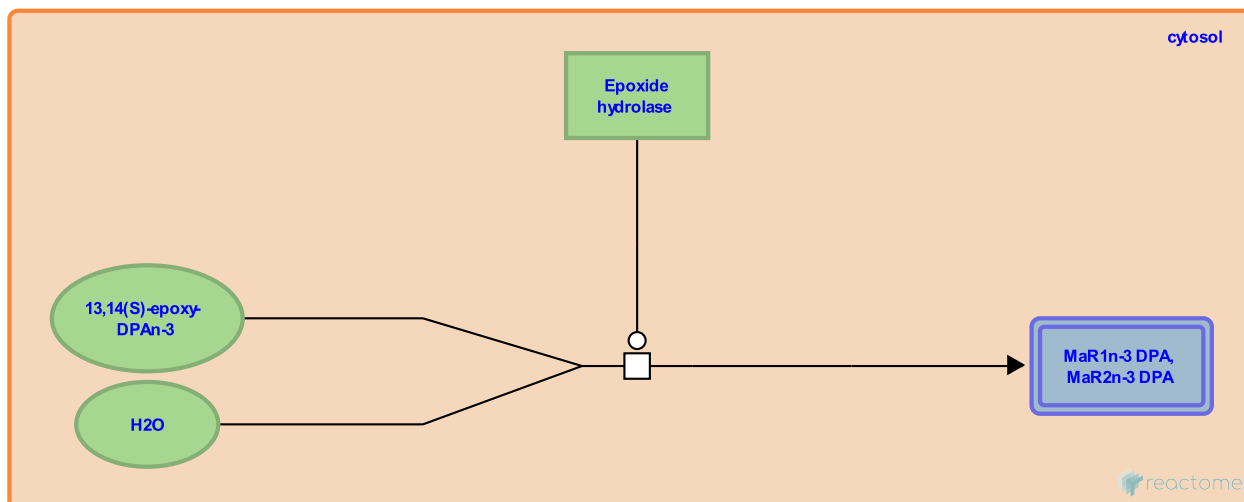 cytosol
Epoxide
hydrolase
13,14(S)-epoxy-
DPAn-3
H2O
MaR1n-3 DPA,
MaR2n-3 DPA
reactome